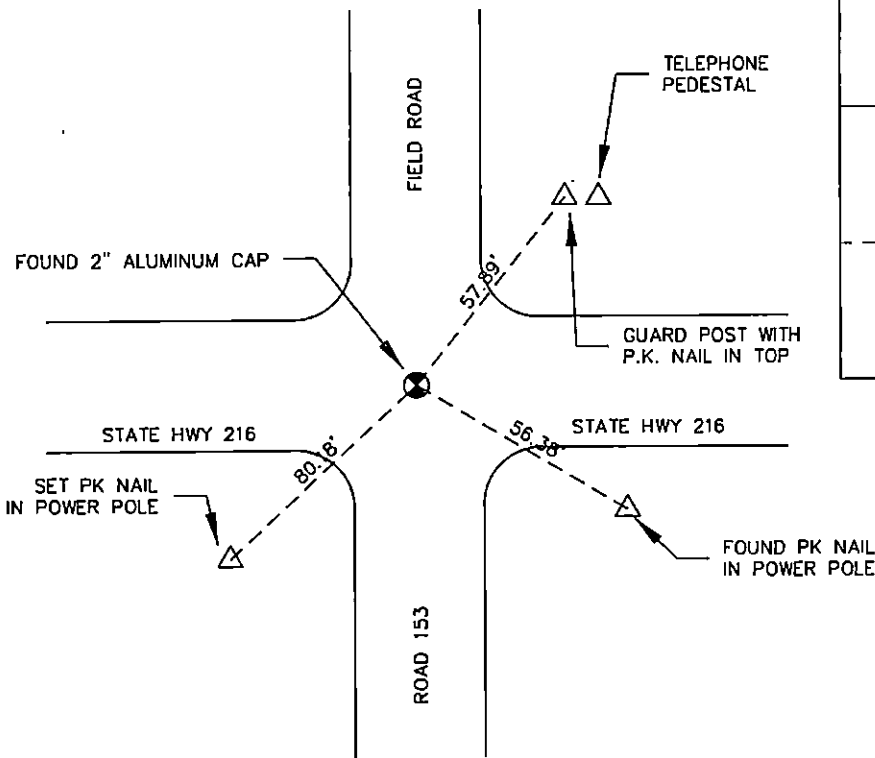 FIELD ROAD
TELEPHONE
PEDESTAL
FOUND 2" ALUMINUM CAP
57.89'
GUARD POST WITH
P.K. NAIL IN TOP
STATE HWY 216
80.18'
56.38'
STATE HWY 216
SET PK NAIL
IN POWER POLE
FOUND PK NAIL
IN POWER POLE
ROAD 153